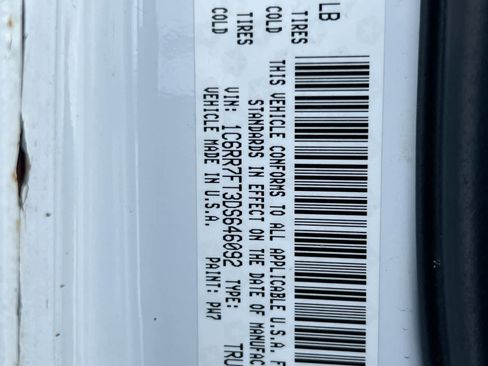 LB
TIRES COLD
TIRES COLD
THIS VEHICLE CONFORMS TO ALL APPLICABLE U.S.A. F
STANDARDS IN EFFECT ON THE DATE OF MANUFAC
VIN: 1C6RR7FT3DS646092 TYPE: TRU
VEHICLE MADE IN U.S.A. PAINT: PW7